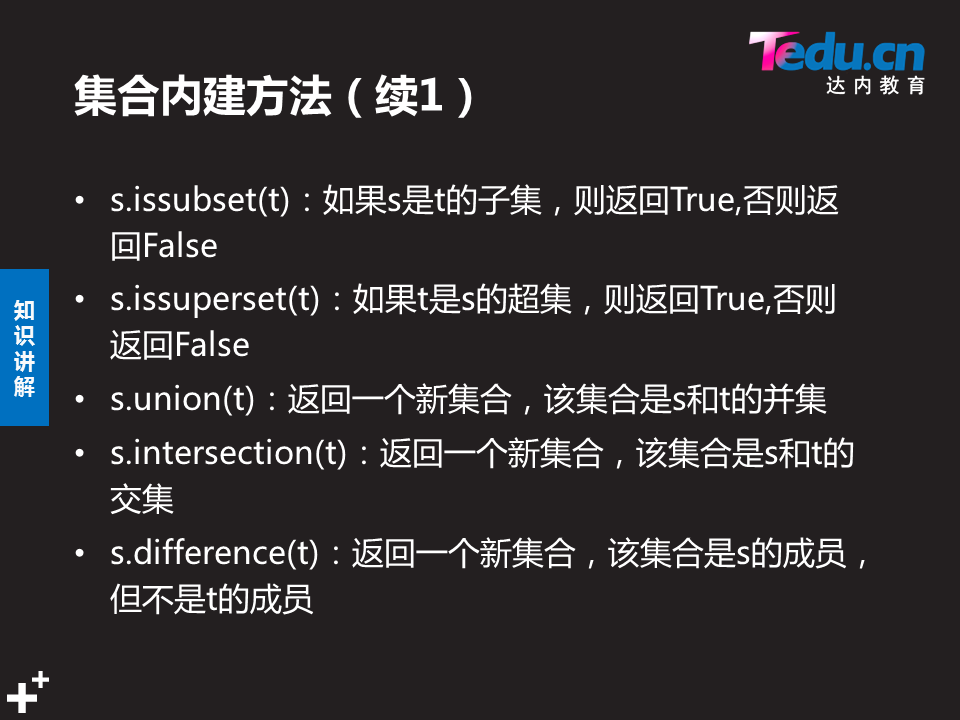 Tedu.cn
达内教育
集合内建方法（续1）
• s.issubset(t)：如果s是t的子集，则返回True,否则返
回False
• s.issuperset(t)：如果t是s的超集，则返回True,否则
返回False
• s.union(t)：返回一个新集合，该集合是s和t的并集
• s.intersection(t)：返回一个新集合，该集合是s和t的
交集
• s.difference(t)：返回一个新集合，该集合是s的成员，
但不是t的成员
知
识
讲
解